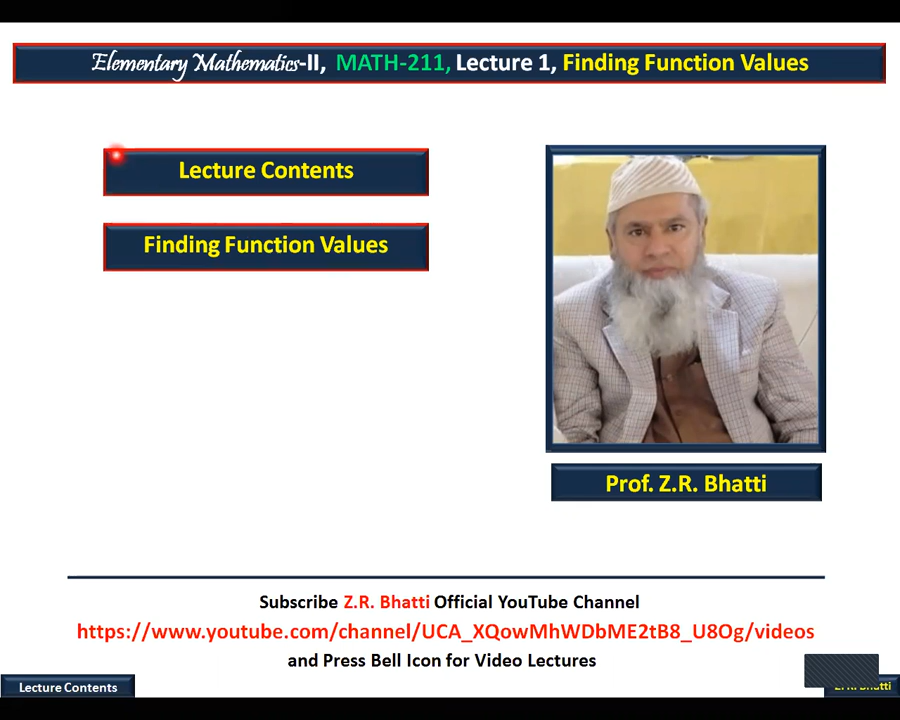 Elementary Mathematics-II, MATH-211, Lecture 1, Finding Function Values
Lecture Contents
Finding Function Values
Prof. Z.R. Bhatti
Subscribe Z.R. Bhatti Official YouTube Channel
https://www.youtube.com/channel/UCA_XQowMhWDbME2tB8_U8Og/videos
and Press Bell Icon for Video Lectures
Lecture Contents
Z.R. Bhatti